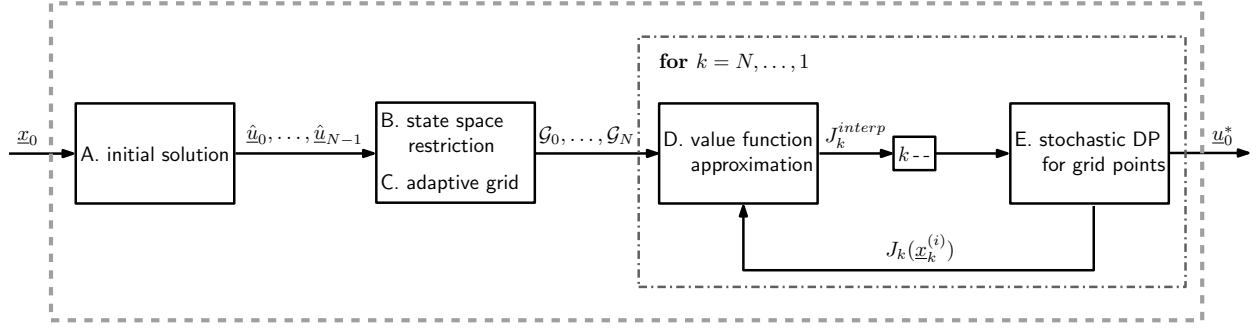 for k = N, . . . , 1
x̲₀
A. initial solution
û̲₀, . . . , û̲_{N−1}
B. state space
restriction
C. adaptive grid
𝒢₀, . . . , 𝒢_N
D. value function
approximation
J_k^{interp}
k - -
E. stochastic DP
for grid points
u̲₀*
J_k(x̲_k^{(i)})